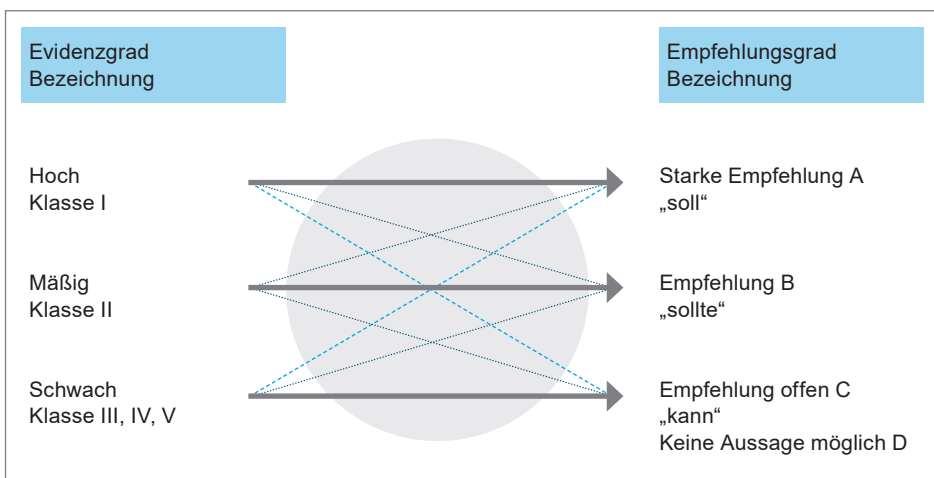 Evidenzgrad
Bezeichnung
Empfehlungsgrad
Bezeichnung
Hoch
Klasse I
Starke Empfehlung A
„soll“
Mäßig
Klasse II
Empfehlung B
„sollte“
Schwach
Klasse III, IV, V
Empfehlung offen C
„kann“
Keine Aussage möglich D